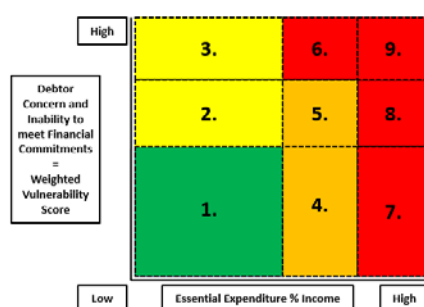 High
3.
6.
9.
Debtor
Concern and
Inability to
meet Financial
Commitments
=
Weighted
Vulnerability
Score
2.
5.
8.
1.
4.
7.
Low
Essential Expenditure % Income
High